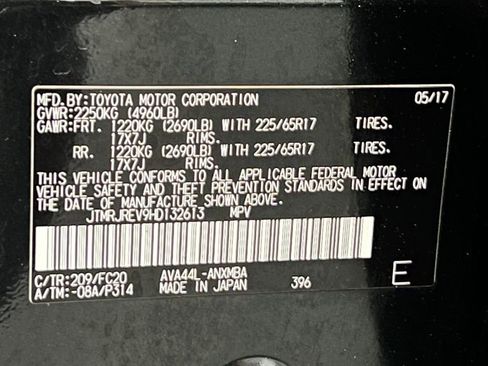 MFD.BY:TOYOTA MOTOR CORPORATION 05/17
GVWR:2250KG (4960LB)
GAWR:FRT. 1220KG (2690LB) WITH 225/65R17 TIRES.
17X7J RIMS.
RR. 1220KG (2690LB) WITH 225/65R17 TIRES.
17X7J RIMS.
THIS VEHICLE CONFORMS TO ALL APPLICABLE FEDERAL MOTOR
VEHICLE SAFETY AND THEFT PREVENTION STANDARDS IN EFFECT
ON THE DATE OF MANUFACTURE SHOWN ABOVE.
JTMRJREV9HD132613 MPV
C/TR:209/FC20 AVA44L-ANXMBA
A/TM:-08A/P314 MADE IN JAPAN 396 E